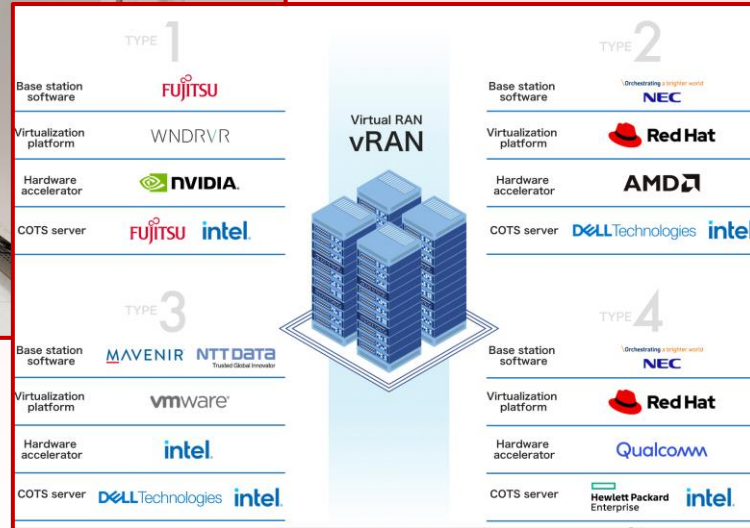 TYPE 1
Base station
software
FUJITSU
Virtualization
platform
WNDRVR
Hardware
accelerator
NVIDIA.
COTS server
FUJITSU intel.
Virtual RAN
vRAN
TYPE 2
Base station
software
\Orchestrating a brighter world
NEC
Virtualization
platform
Red Hat
Hardware
accelerator
AMD
COTS server
DELLTechnologies intel
TYPE 3
Base station
software
MAVENIR NTT DATA
Trusted Global Innovator
Virtualization
platform
vmware
Hardware
accelerator
intel.
COTS server
DELLTechnologies intel.
TYPE 4
Base station
software
\Orchestrating a brighter world
NEC
Virtualization
platform
Red Hat
Hardware
accelerator
Qualcomm
COTS server
Hewlett Packard
Enterprise
intel.